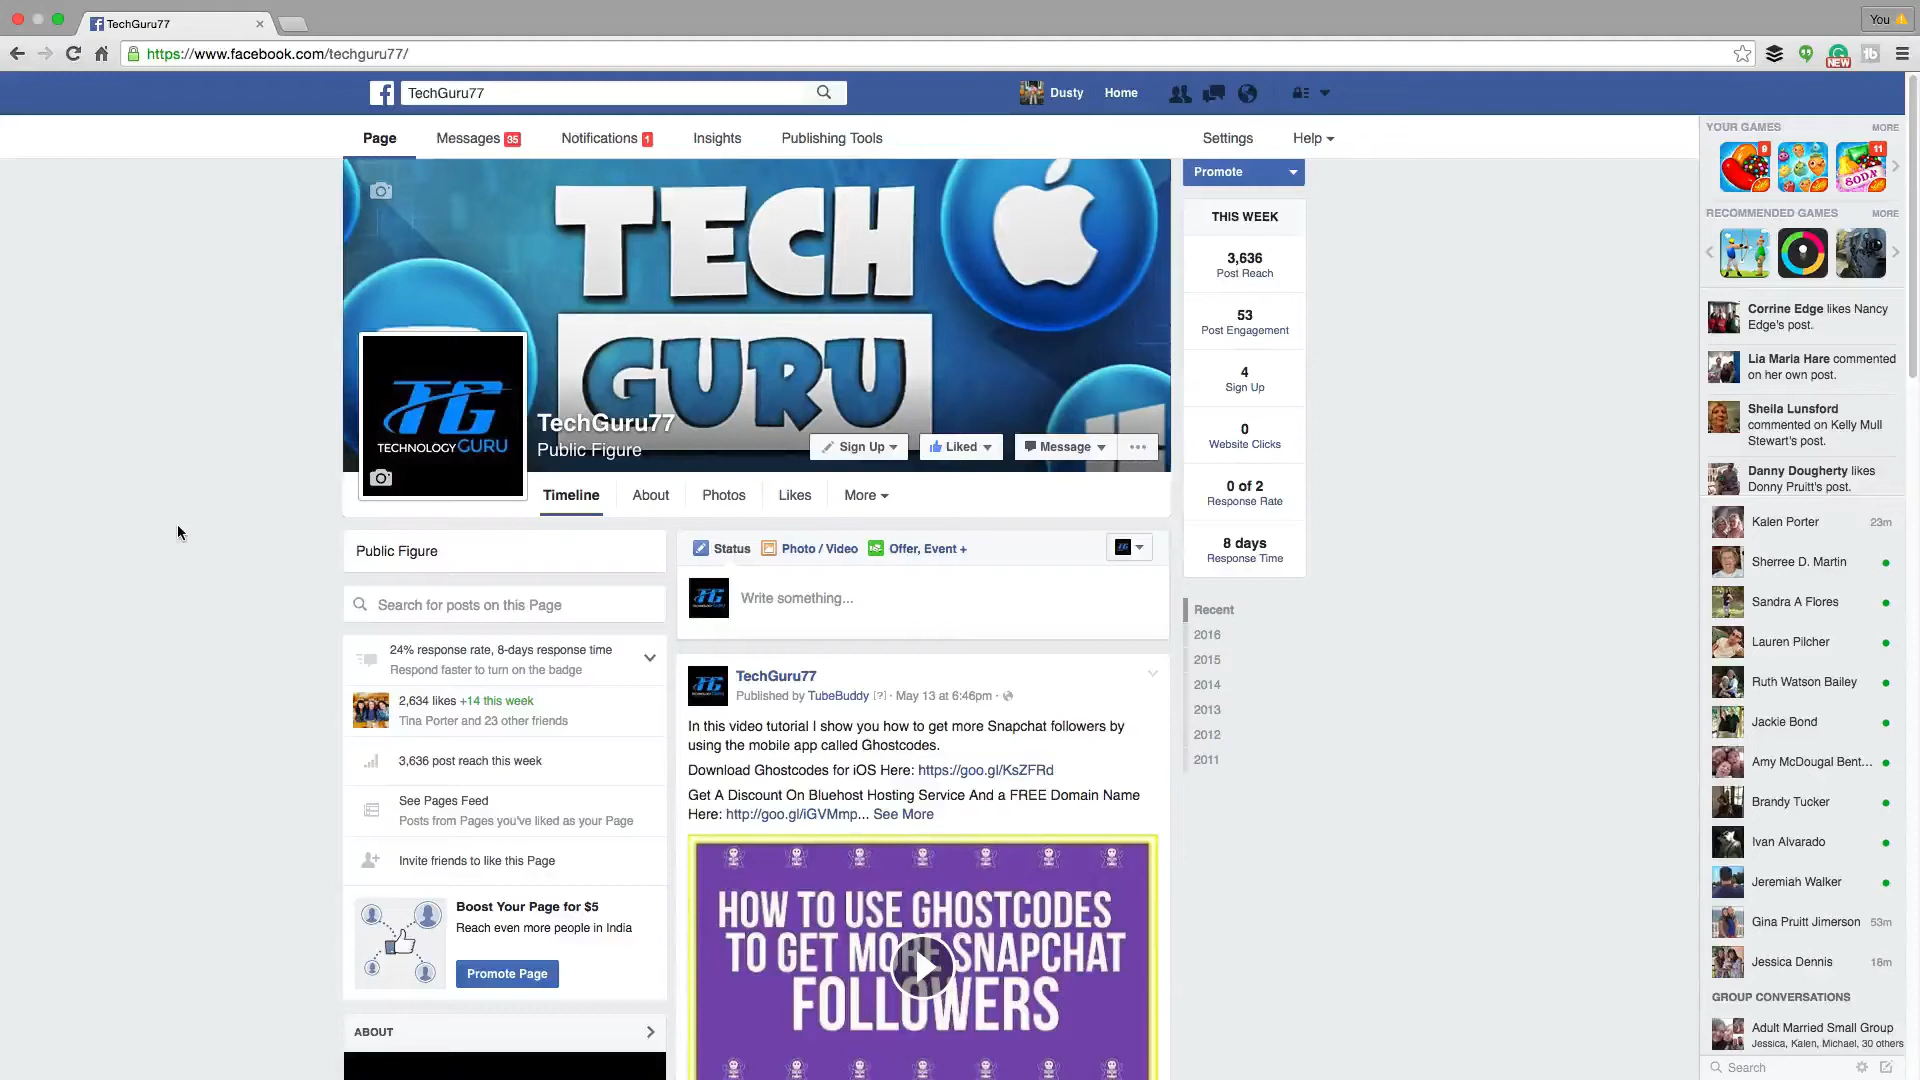 TechGuru77
You
https://www.facebook.com/techguru77/
NEW
TechGuru77
Dusty
Home
Page
Messages 35
Notifications 1
Insights
Publishing Tools
Settings
Help
TECH
GURU
TG
TECHNOLOGYGURU
TechGuru77
Public Figure
Sign Up
Liked
Message
Timeline
About
Photos
Likes
More
Public Figure
Search for posts on this Page
24% response rate, 8-days response time
Respond faster to turn on the badge
2,634 likes +14 this week
Tina Porter and 23 other friends
3,636 post reach this week
See Pages Feed
Posts from Pages you've liked as your Page
Invite friends to like this Page
Boost Your Page for $5
Reach even more people in India
Promote Page
ABOUT
Status
Photo / Video
Offer, Event +
Write something...
TechGuru77
Published by TubeBuddy [?] · May 13 at 6:46pm ·
In this video tutorial I show you how to get more Snapchat followers by
using the mobile app called Ghostcodes.
Download Ghostcodes for iOS Here: https://goo.gl/KsZFRd
Get A Discount On Bluehost Hosting Service And a FREE Domain Name
Here: http://goo.gl/iGVMmp... See More
HOW TO USE GHOSTCODES
TO GET MORE SNAPCHAT
FOLLOWERS
Promote
THIS WEEK
3,636
Post Reach
53
Post Engagement
4
Sign Up
0
Website Clicks
0 of 2
Response Rate
8 days
Response Time
Recent
2016
2015
2014
2013
2012
2011
YOUR GAMES
MORE
9
11
SODA
RECOMMENDED GAMES
MORE
Corrine Edge likes Nancy
Edge's post.
Lia Maria Hare commented
on her own post.
Sheila Lunsford
commented on Kelly Mull
Stewart's post.
Danny Dougherty likes
Donny Pruitt's post.
Kalen Porter 23m
Sherree D. Martin
Sandra A Flores
Lauren Pilcher
Ruth Watson Bailey
Jackie Bond
Amy McDougal Bent...
Brandy Tucker
Ivan Alvarado
Jeremiah Walker
Gina Pruitt Jimerson 53m
Jessica Dennis 18m
GROUP CONVERSATIONS
Adult Married Small Group
Jessica, Kalen, Michael, 30 others
Search